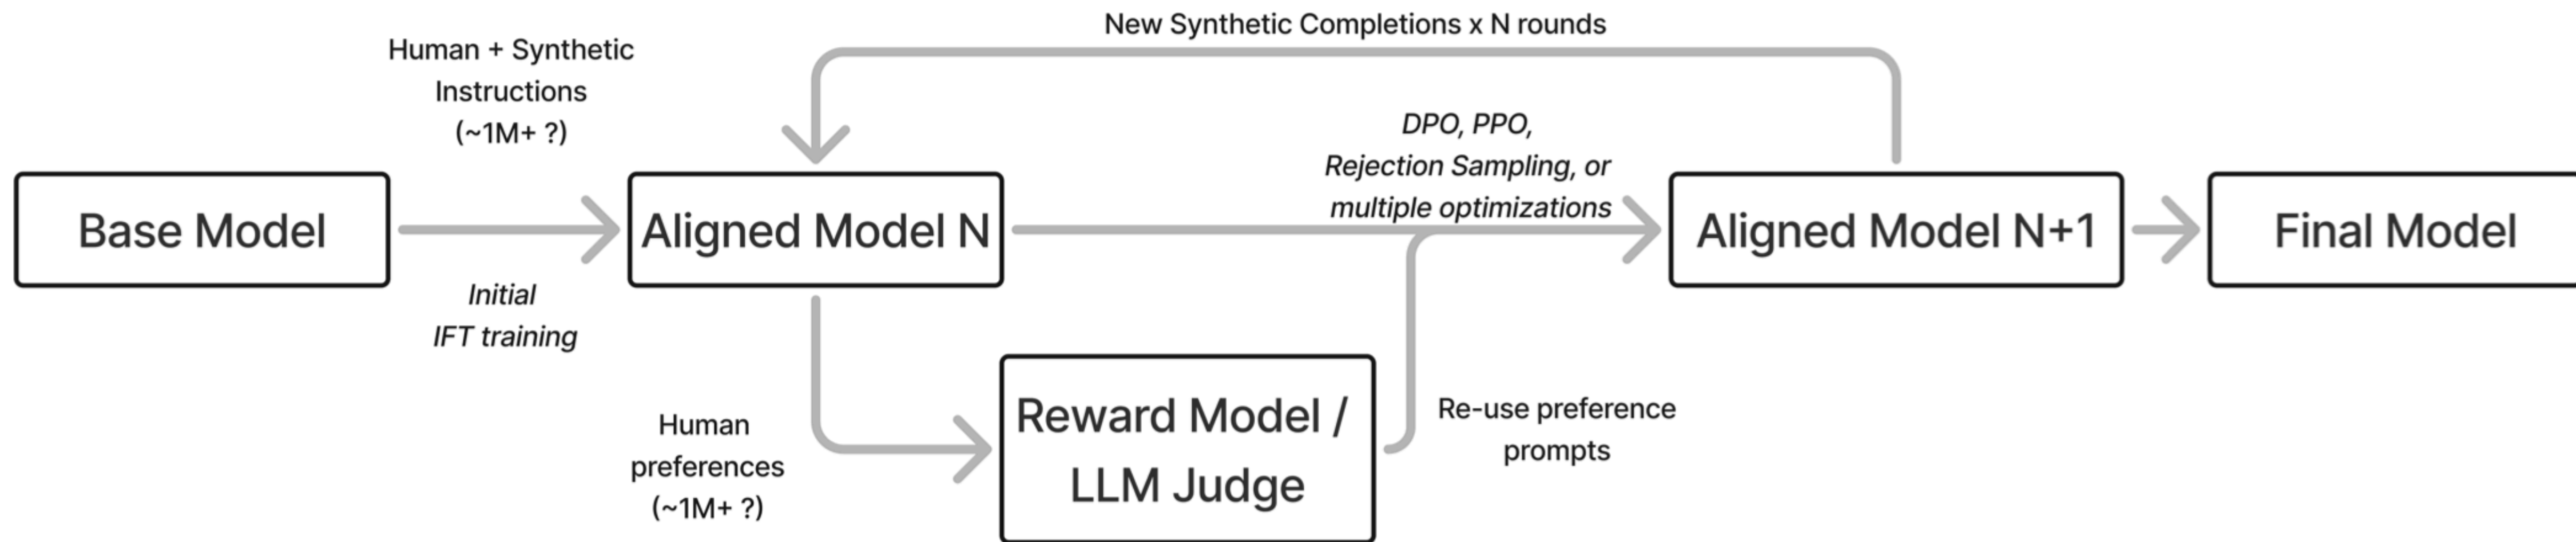 New Synthetic Completions x N rounds
Human + Synthetic
Instructions
(~1M+ ?)
DPO, PPO,
Rejection Sampling, or
multiple optimizations
Base Model
Aligned Model N
Aligned Model N+1
Final Model
Initial
IFT training
Human
preferences
(~1M+ ?)
Reward Model /
LLM Judge
Re-use preference
prompts